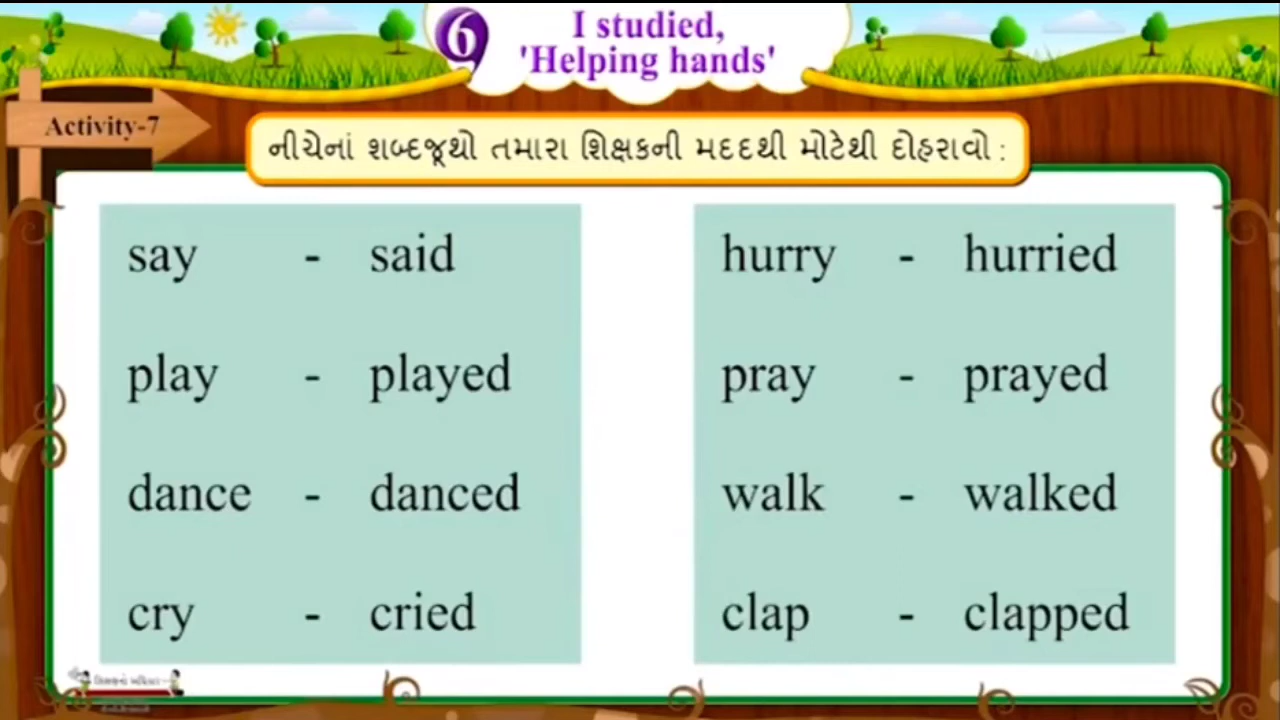 6
I studied,
'Helping hands'
Activity-7
નીચેનાં શબ્દજૂથો તમારા શિક્ષકની મદદથી મોટેથી દોહરાવો :
say - said
play - played
dance - danced
cry - cried
hurry - hurried
pray - prayed
walk - walked
clap - clapped